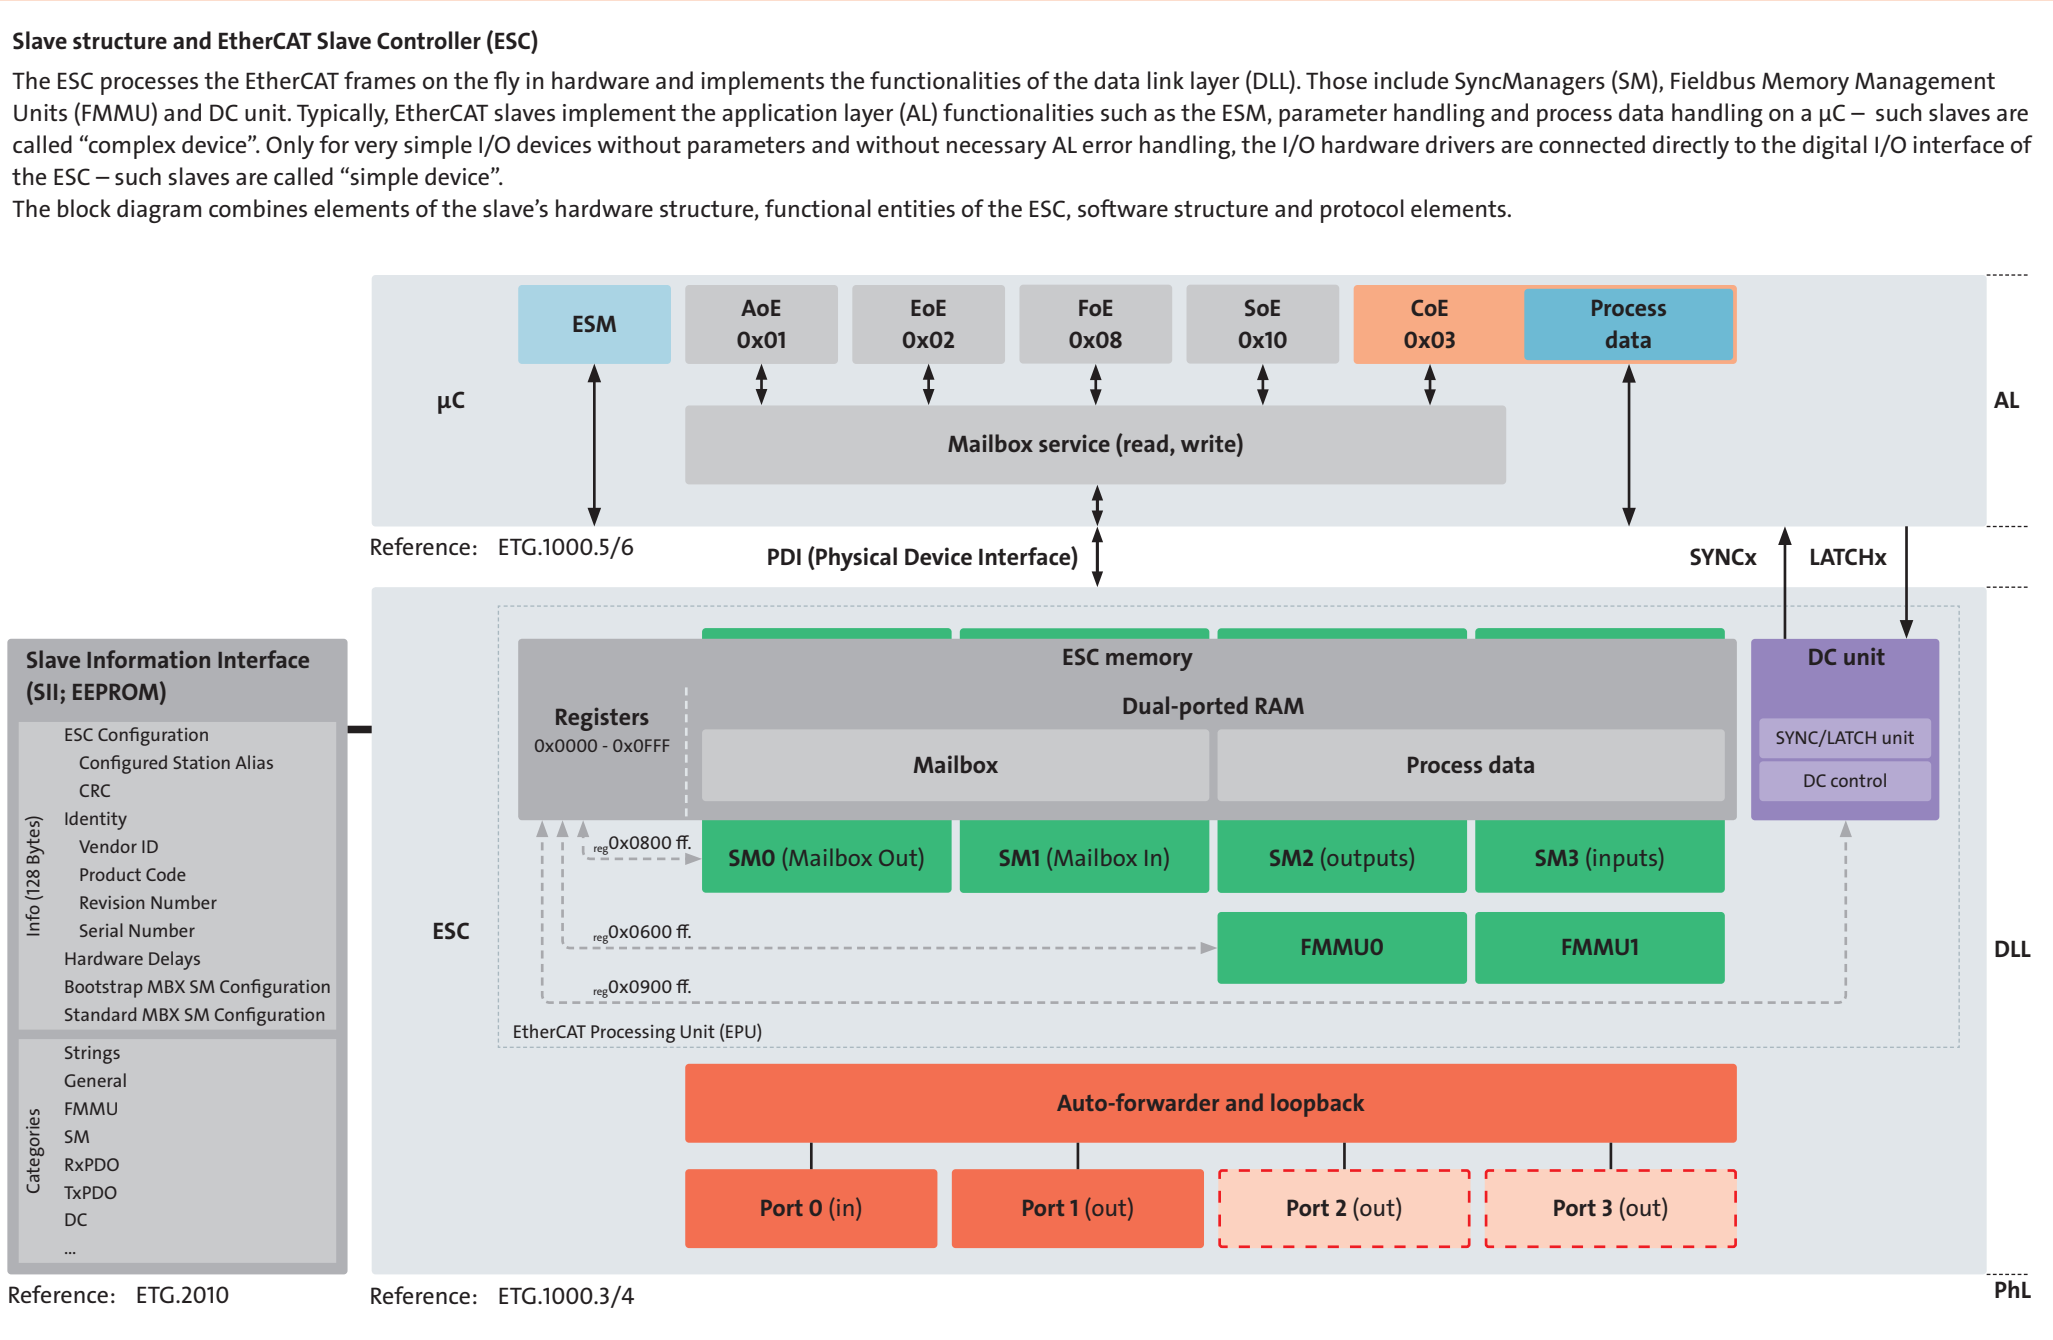 Slave structure and EtherCAT Slave Controller (ESC)
The ESC processes the EtherCAT frames on the fly in hardware and implements the functionalities of the data link layer (DLL). Those include SyncManagers (SM), Fieldbus Memory Management
Units (FMMU) and DC unit. Typically, EtherCAT slaves implement the application layer (AL) functionalities such as the ESM, parameter handling and process data handling on a µC – such slaves are
called “complex device”. Only for very simple I/O devices without parameters and without necessary AL error handling, the I/O hardware drivers are connected directly to the digital I/O interface of
the ESC – such slaves are called “simple device”.
The block diagram combines elements of the slave’s hardware structure, functional entities of the ESC, software structure and protocol elements.
µC
ESM
AoE
0x01
EoE
0x02
FoE
0x08
SoE
0x10
CoE
0x03
Process
data
Mailbox service (read, write)
AL
Reference: ETG.1000.5/6
PDI (Physical Device Interface)
SYNCx
LATCHx
Slave Information Interface
(SII; EEPROM)
Info (128 Bytes)
ESC Configuration
Configured Station Alias
CRC
Identity
Vendor ID
Product Code
Revision Number
Serial Number
Hardware Delays
Bootstrap MBX SM Configuration
Standard MBX SM Configuration
Categories
Strings
General
FMMU
SM
RxPDO
TxPDO
DC
...
Reference: ETG.2010
ESC
ESC memory
Registers
0x0000 - 0x0FFF
Dual-ported RAM
Mailbox
Process data
DC unit
SYNC/LATCH unit
DC control
reg0x0800 ff.
SM0 (Mailbox Out)
SM1 (Mailbox In)
SM2 (outputs)
SM3 (inputs)
reg0x0600 ff.
FMMU0
FMMU1
reg0x0900 ff.
EtherCAT Processing Unit (EPU)
DLL
Auto-forwarder and loopback
Port 0 (in)
Port 1 (out)
Port 2 (out)
Port 3 (out)
Reference: ETG.1000.3/4
PhL